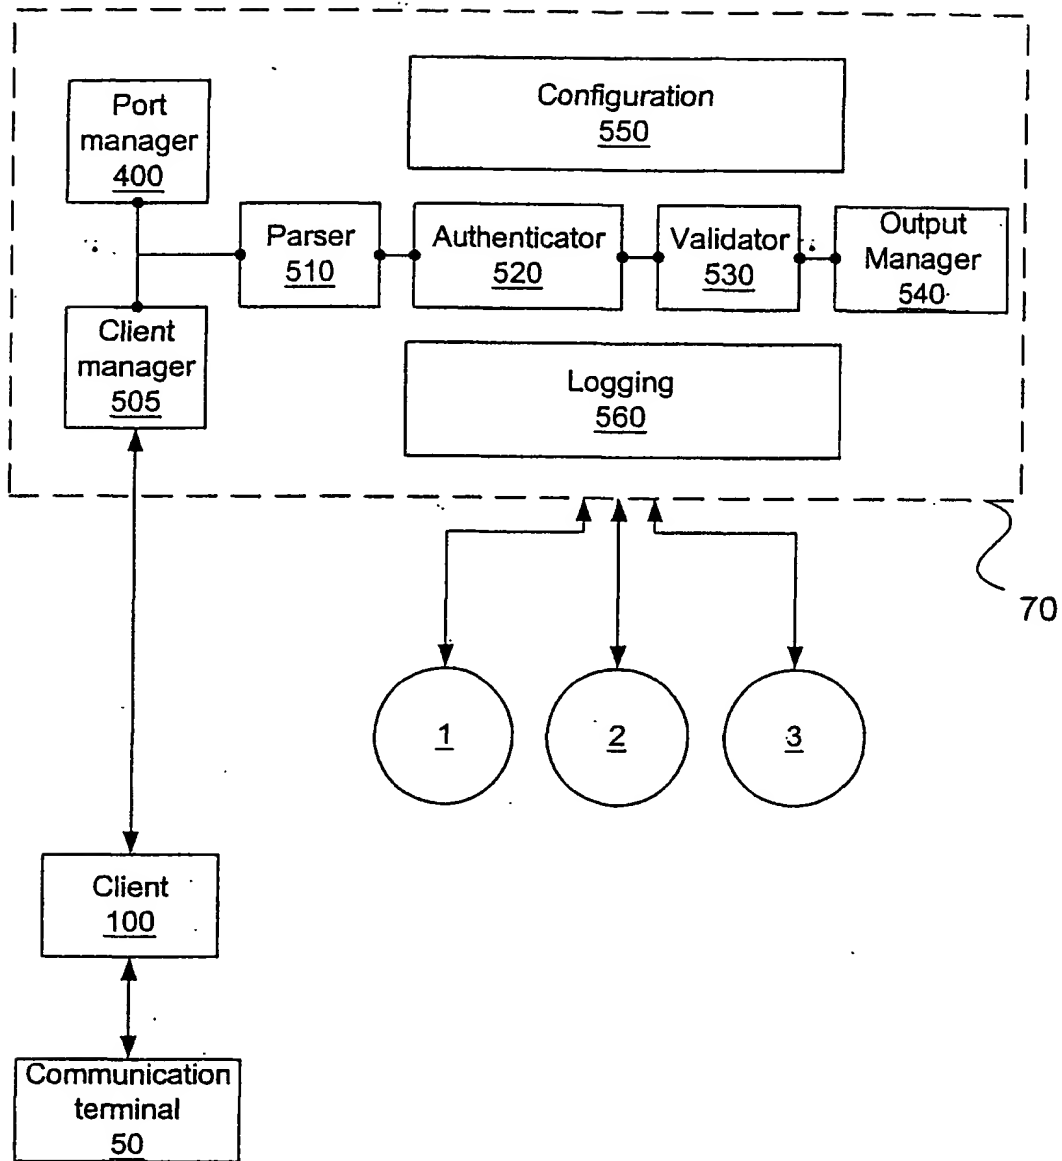 Port
manager
400
Configuration
550
Parser
510
Authenticator
520
Validator
530
Output
Manager
540
Client
manager
505
Logging
560
70
1
2
3
Client
100
Communication
terminal
50